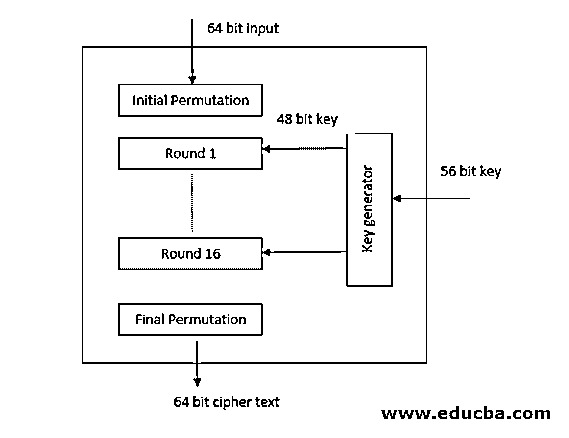 64 bit input
Initial Permutation
48 bit key
Round 1
56 bit key
Key generator
Round 16
Final Permutation
64 bit cipher text
www.educba.com